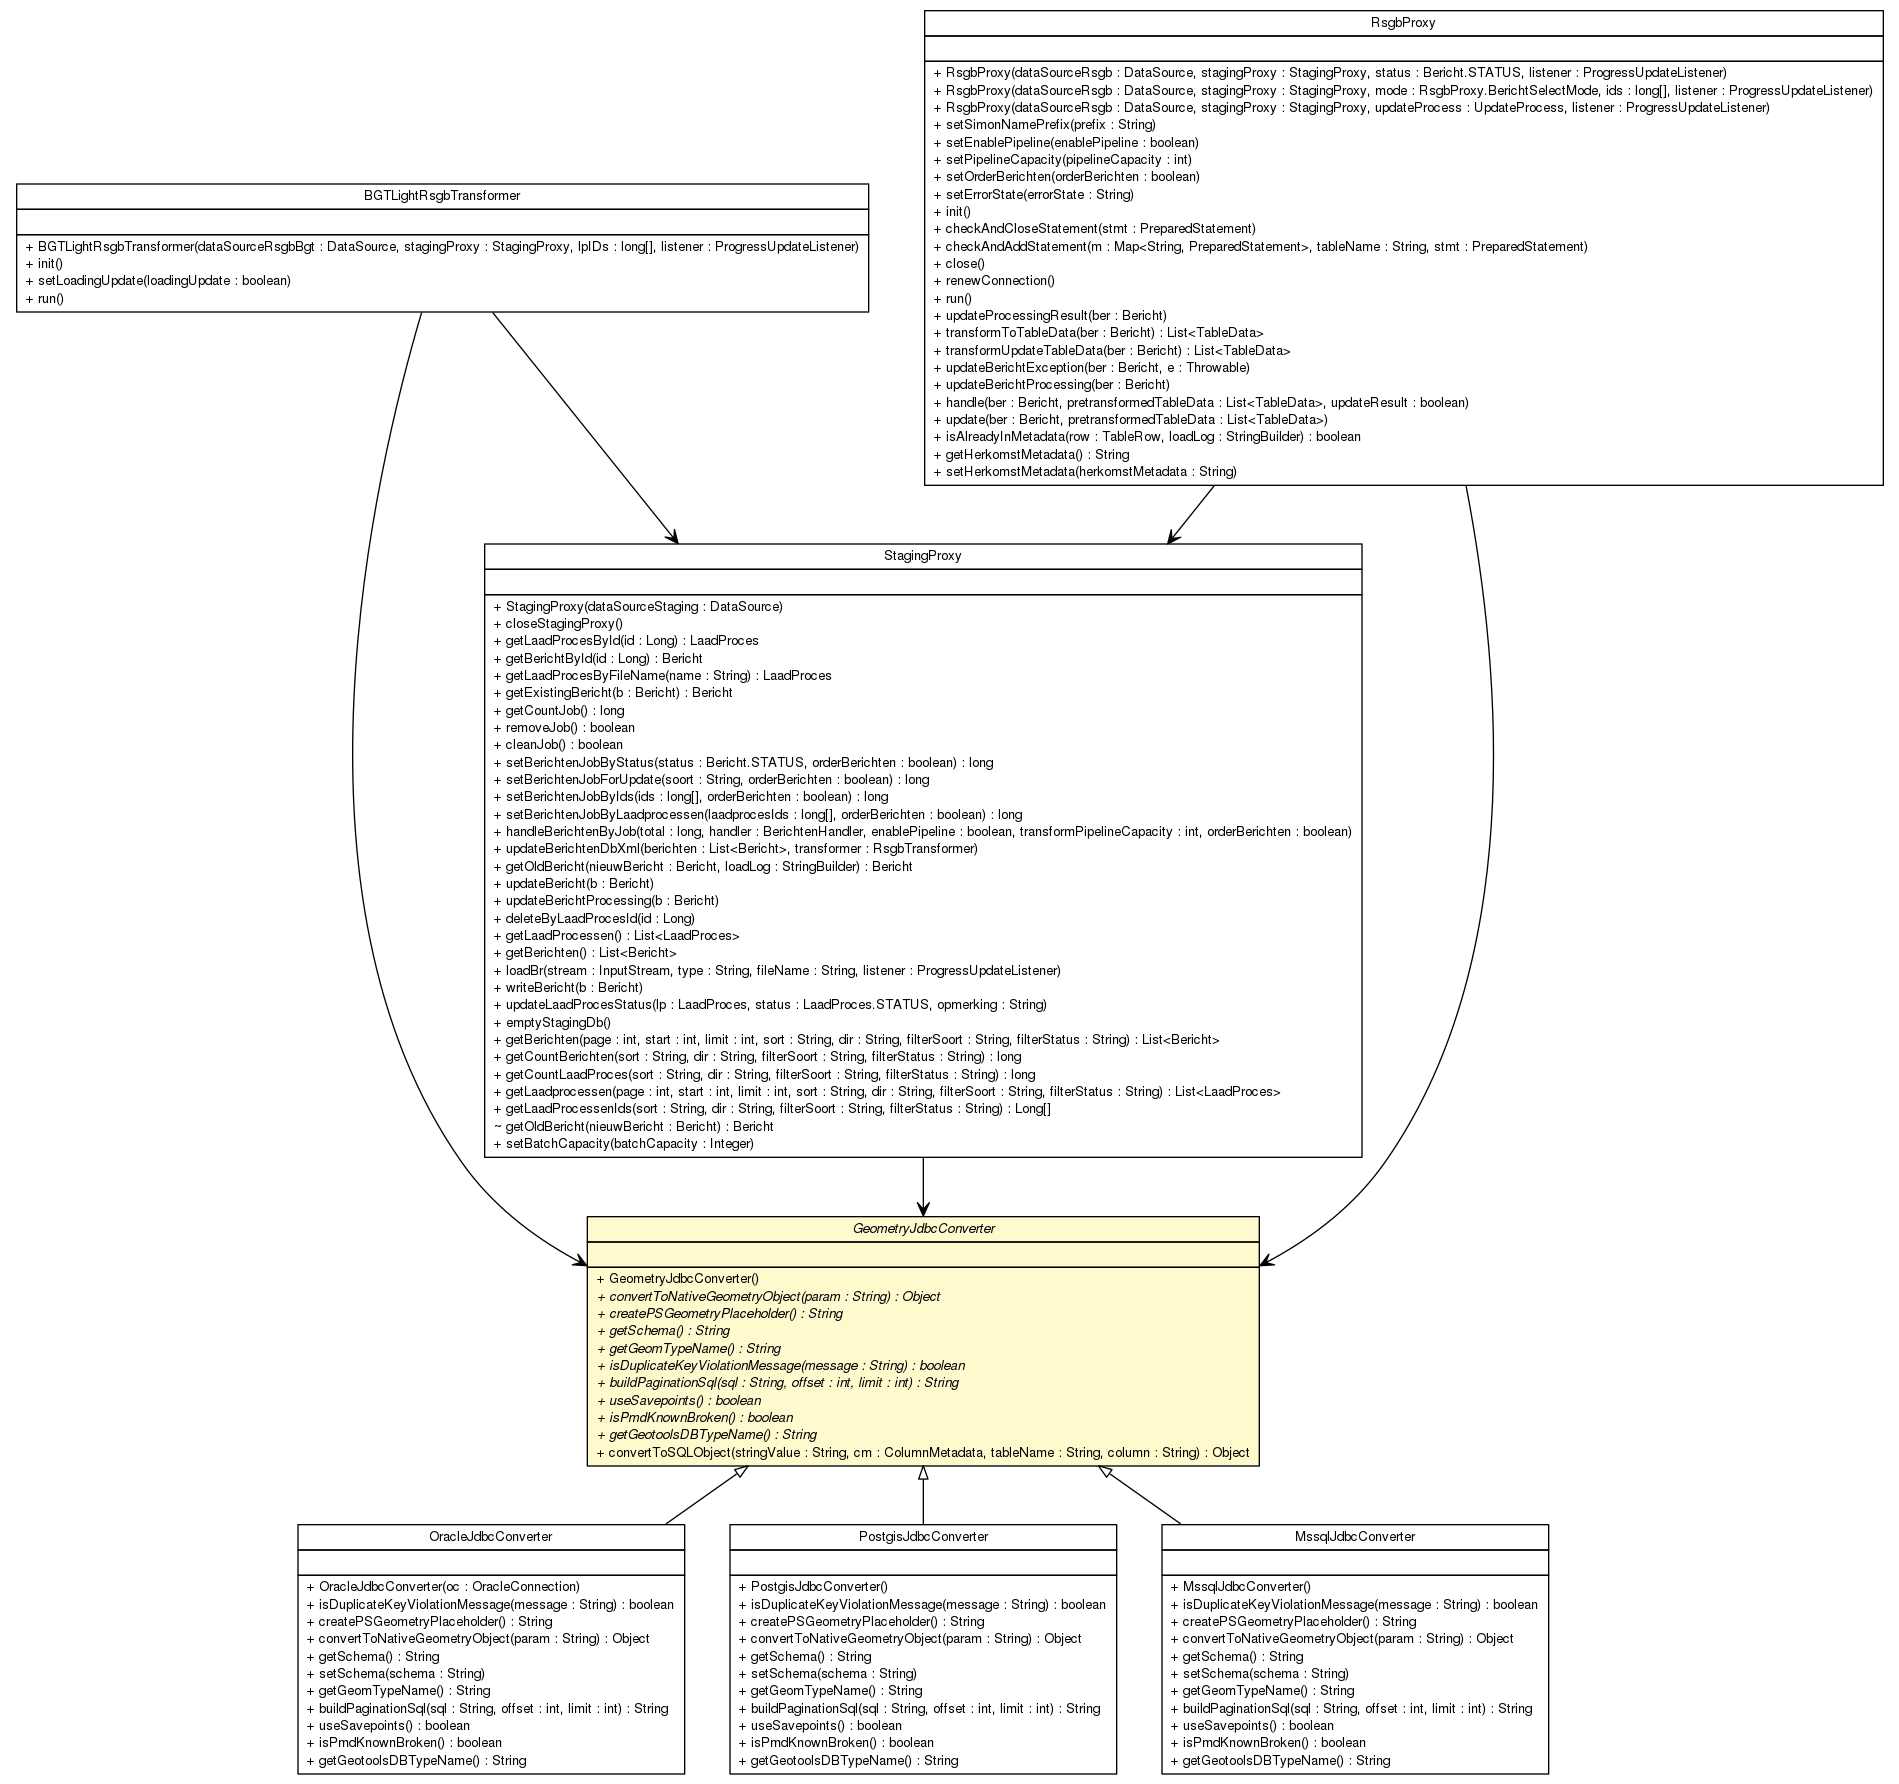 RsgbProxy
+ RsgbProxy(dataSourceRsgb : DataSource, stagingProxy : StagingProxy, status : Bericht.STATUS, listener : ProgressUpdateListener)
+ RsgbProxy(dataSourceRsgb : DataSource, stagingProxy : StagingProxy, mode : RsgbProxy.BerichtSelectMode, ids : long[], listener : ProgressUpdateListener)
+ RsgbProxy(dataSourceRsgb : DataSource, stagingProxy : StagingProxy, updateProcess : UpdateProcess, listener : ProgressUpdateListener)
+ setSimonNamePrefix(prefix : String)
+ setEnablePipeline(enablePipeline : boolean)
+ setPipelineCapacity(pipelineCapacity : int)
+ setOrderBerichten(orderBerichten : boolean)
+ setErrorState(errorState : String)
+ init()
+ checkAndCloseStatement(stmt : PreparedStatement)
+ checkAndAddStatement(m : Map<String, PreparedStatement>, tableName : String, stmt : PreparedStatement)
+ close()
+ renewConnection()
+ run()
+ updateProcessingResult(ber : Bericht)
+ transformToTableData(ber : Bericht) : List<TableData>
+ transformUpdateTableData(ber : Bericht) : List<TableData>
+ updateBerichtException(ber : Bericht, e : Throwable)
+ updateBerichtProcessing(ber : Bericht)
+ handle(ber : Bericht, pretransformedTableData : List<TableData>, updateResult : boolean)
+ update(ber : Bericht, pretransformedTableData : List<TableData>)
+ isAlreadyInMetadata(row : TableRow, loadLog : StringBuilder) : boolean
+ getHerkomstMetadata() : String
+ setHerkomstMetadata(herkomstMetadata : String)
BGTLightRsgbTransformer
+ BGTLightRsgbTransformer(dataSourceRsgbBgt : DataSource, stagingProxy : StagingProxy, lpIDs : long[], listener : ProgressUpdateListener)
+ init()
+ setLoadingUpdate(loadingUpdate : boolean)
+ run()
StagingProxy
+ StagingProxy(dataSourceStaging : DataSource)
+ closeStagingProxy()
+ getLaadProcesById(id : Long) : LaadProces
+ getBerichtById(id : Long) : Bericht
+ getLaadProcesByFileName(name : String) : LaadProces
+ getExistingBericht(b : Bericht) : Bericht
+ getCountJob() : long
+ removeJob() : boolean
+ cleanJob() : boolean
+ setBerichtenJobByStatus(status : Bericht.STATUS, orderBerichten : boolean) : long
+ setBerichtenJobForUpdate(soort : String, orderBerichten : boolean) : long
+ setBerichtenJobByIds(ids : long[], orderBerichten : boolean) : long
+ setBerichtenJobByLaadprocessen(laadprocesIds : long[], orderBerichten : boolean) : long
+ handleBerichtenByJob(total : long, handler : BerichtenHandler, enablePipeline : boolean, transformPipelineCapacity : int, orderBerichten : boolean)
+ updateBerichtenDbXml(berichten : List<Bericht>, transformer : RsgbTransformer)
+ getOldBericht(nieuwBericht : Bericht, loadLog : StringBuilder) : Bericht
+ updateBericht(b : Bericht)
+ updateBerichtProcessing(b : Bericht)
+ deleteByLaadProcesId(id : Long)
+ getLaadProcessen() : List<LaadProces>
+ getBerichten() : List<Bericht>
+ loadBr(stream : InputStream, type : String, fileName : String, listener : ProgressUpdateListener)
+ writeBericht(b : Bericht)
+ updateLaadProcesStatus(lp : LaadProces, status : LaadProces.STATUS, opmerking : String)
+ emptyStagingDb()
+ getBerichten(page : int, start : int, limit : int, sort : String, dir : String, filterSoort : String, filterStatus : String) : List<Bericht>
+ getCountBerichten(sort : String, dir : String, filterSoort : String, filterStatus : String) : long
+ getCountLaadProces(sort : String, dir : String, filterSoort : String, filterStatus : String) : long
+ getLaadprocessen(page : int, start : int, limit : int, sort : String, dir : String, filterSoort : String, filterStatus : String) : List<LaadProces>
+ getLaadProcessenIds(sort : String, dir : String, filterSoort : String, filterStatus : String) : Long[]
~ getOldBericht(nieuwBericht : Bericht) : Bericht
+ setBatchCapacity(batchCapacity : Integer)
GeometryJdbcConverter
+ GeometryJdbcConverter()
+ convertToNativeGeometryObject(param : String) : Object
+ createPSGeometryPlaceholder() : String
+ getSchema() : String
+ getGeomTypeName() : String
+ isDuplicateKeyViolationMessage(message : String) : boolean
+ buildPaginationSql(sql : String, offset : int, limit : int) : String
+ useSavepoints() : boolean
+ isPmdKnownBroken() : boolean
+ getGeotoolsDBTypeName() : String
+ convertToSQLObject(stringValue : String, cm : ColumnMetadata, tableName : String, column : String) : Object
OracleJdbcConverter
+ OracleJdbcConverter(oc : OracleConnection)
+ isDuplicateKeyViolationMessage(message : String) : boolean
+ createPSGeometryPlaceholder() : String
+ convertToNativeGeometryObject(param : String) : Object
+ getSchema() : String
+ setSchema(schema : String)
+ getGeomTypeName() : String
+ buildPaginationSql(sql : String, offset : int, limit : int) : String
+ useSavepoints() : boolean
+ isPmdKnownBroken() : boolean
+ getGeotoolsDBTypeName() : String
PostgisJdbcConverter
+ PostgisJdbcConverter()
+ isDuplicateKeyViolationMessage(message : String) : boolean
+ createPSGeometryPlaceholder() : String
+ convertToNativeGeometryObject(param : String) : Object
+ getSchema() : String
+ setSchema(schema : String)
+ getGeomTypeName() : String
+ buildPaginationSql(sql : String, offset : int, limit : int) : String
+ useSavepoints() : boolean
+ isPmdKnownBroken() : boolean
+ getGeotoolsDBTypeName() : String
MssqlJdbcConverter
+ MssqlJdbcConverter()
+ isDuplicateKeyViolationMessage(message : String) : boolean
+ createPSGeometryPlaceholder() : String
+ convertToNativeGeometryObject(param : String) : Object
+ getSchema() : String
+ setSchema(schema : String)
+ getGeomTypeName() : String
+ buildPaginationSql(sql : String, offset : int, limit : int) : String
+ useSavepoints() : boolean
+ isPmdKnownBroken() : boolean
+ getGeotoolsDBTypeName() : String